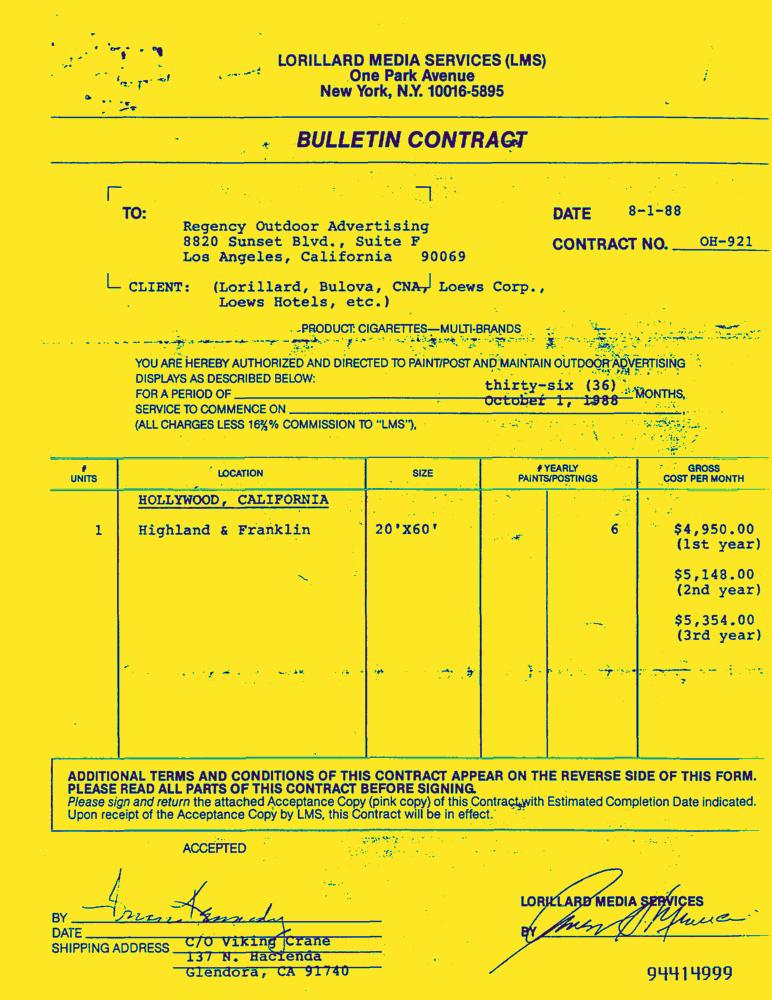 LORILLARD MEDIA SERVICES (LMS)
One Park Avenue
New York, N.Y. 10016-5895
BULLETIN CONTRACT
TO:
Regency Outdoor Advertising
8820 Sunset Blvd., Suite F
Los Angeles, California 90069
DATE 8-1-88
CONTRACT NO. OH-921
CLIENT: (Lorillard, Bulova, CNA, Loews Corp.,
Loews Hotels, etc.)
PRODUCT: CIGARETTES—MULTI-BRANDS
YOU ARE HEREBY AUTHORIZED AND DIRECTED TO PAINT/POST AND MAINTAIN OUTDOOR ADVERTISING
DISPLAYS AS DESCRIBED BELOW:
FOR A PERIOD OF thirty-six (36) MONTHS,
SERVICE TO COMMENCE ON October 1, 1988
(ALL CHARGES LESS 16⅔% COMMISSION TO "LMS"),
# UNITS LOCATION SIZE # YEARLY PAINTS/POSTINGS GROSS COST PER MONTH
HOLLYWOOD, CALIFORNIA
1 Highland & Franklin 20'X60' 6 $4,950.00
(1st year)
$5,148.00
(2nd year)
$5,354.00
(3rd year)
ADDITIONAL TERMS AND CONDITIONS OF THIS CONTRACT APPEAR ON THE REVERSE SIDE OF THIS FORM.
PLEASE READ ALL PARTS OF THIS CONTRACT BEFORE SIGNING.
Please sign and return the attached Acceptance Copy (pink copy) of this Contract, with Estimated Completion Date indicated.
Upon receipt of the Acceptance Copy by LMS, this Contract will be in effect.
ACCEPTED
BY
DATE
SHIPPING ADDRESS C/O Viking Crane
137 N. Hacienda
Glendora, CA 91740
LORILLARD MEDIA SERVICES
BY
94414999